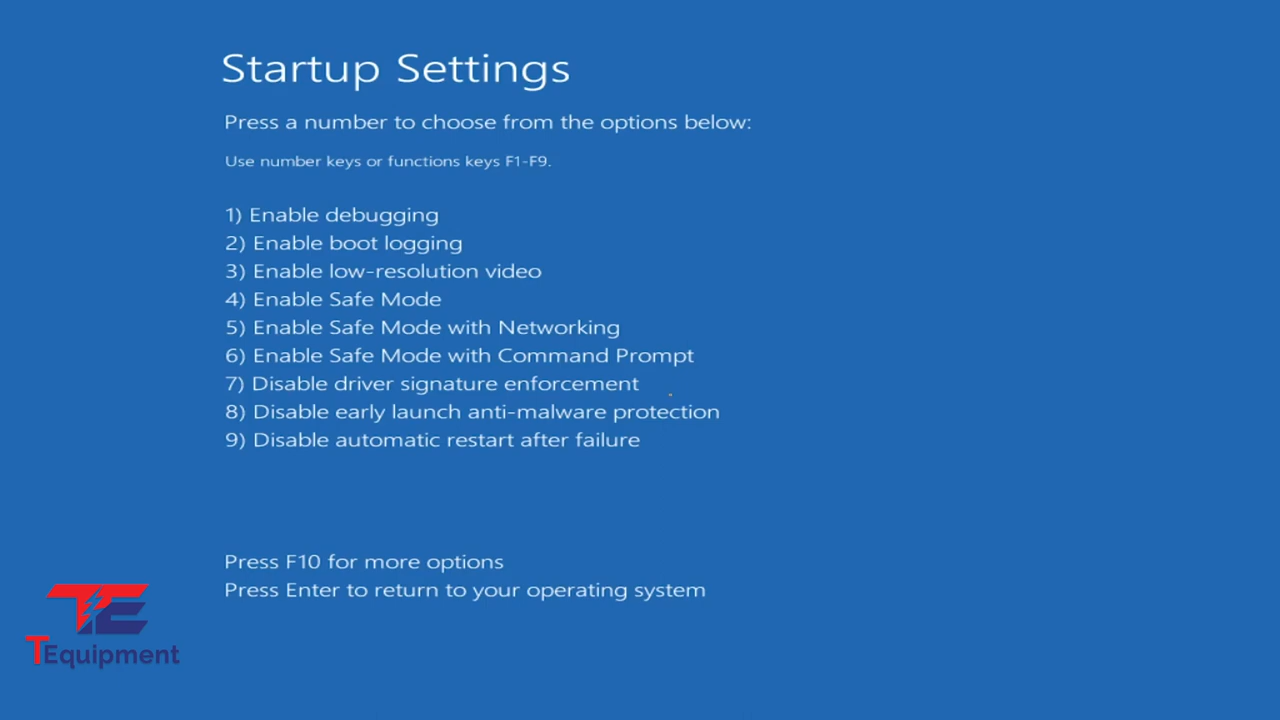 Startup Settings
Press a number to choose from the options below:
Use number keys or functions keys F1-F9.
1) Enable debugging
2) Enable boot logging
3) Enable low-resolution video
4) Enable Safe Mode
5) Enable Safe Mode with Networking
6) Enable Safe Mode with Command Prompt
7) Disable driver signature enforcement
8) Disable early launch anti-malware protection
9) Disable automatic restart after failure
Press F10 for more options
Press Enter to return to your operating system
TE
TEquipment